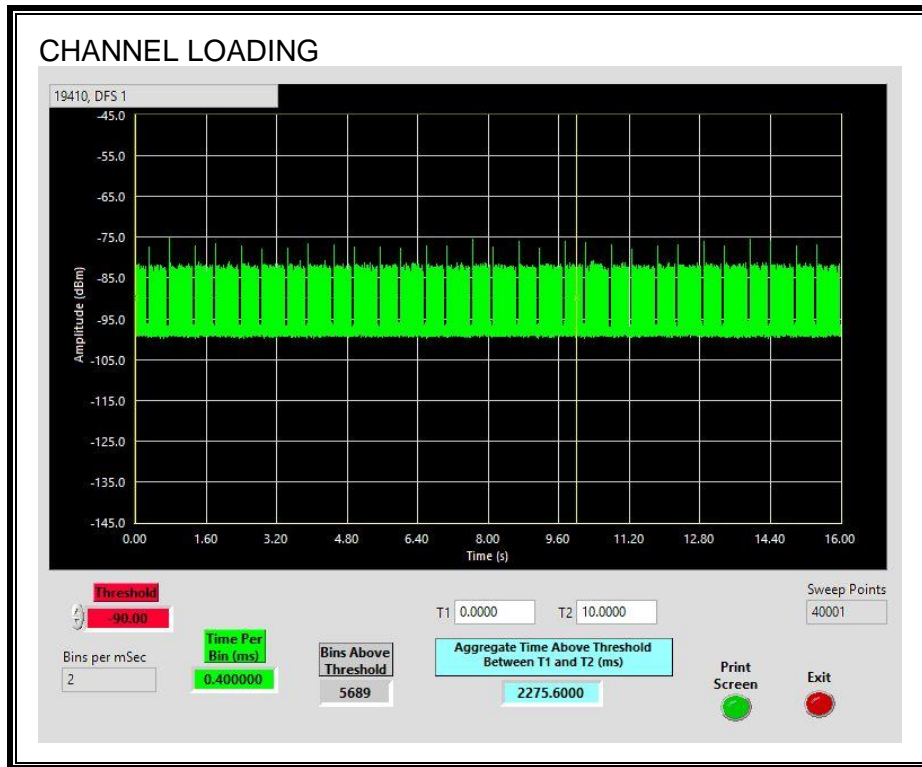 CHANNEL LOADING
19410, DFS 1
-45.0
-55.0
-65.0
-75.0
-85.0
-95.0
-105.0
-115.0
-125.0
-135.0
-145.0
Amplitude (dBm)
0.00 1.60 3.20 4.80 6.40 8.00 9.60 11.20 12.80 14.40 16.00
Time (s)
Threshold
-90.00
Bins per mSec
2
Time Per
Bin (ms)
0.400000
Bins Above
Threshold
5689
T1 0.0000 T2 10.0000
Aggregate Time Above Threshold
Between T1 and T2 (ms)
2275.6000
Sweep Points
40001
Print
Screen
Exit